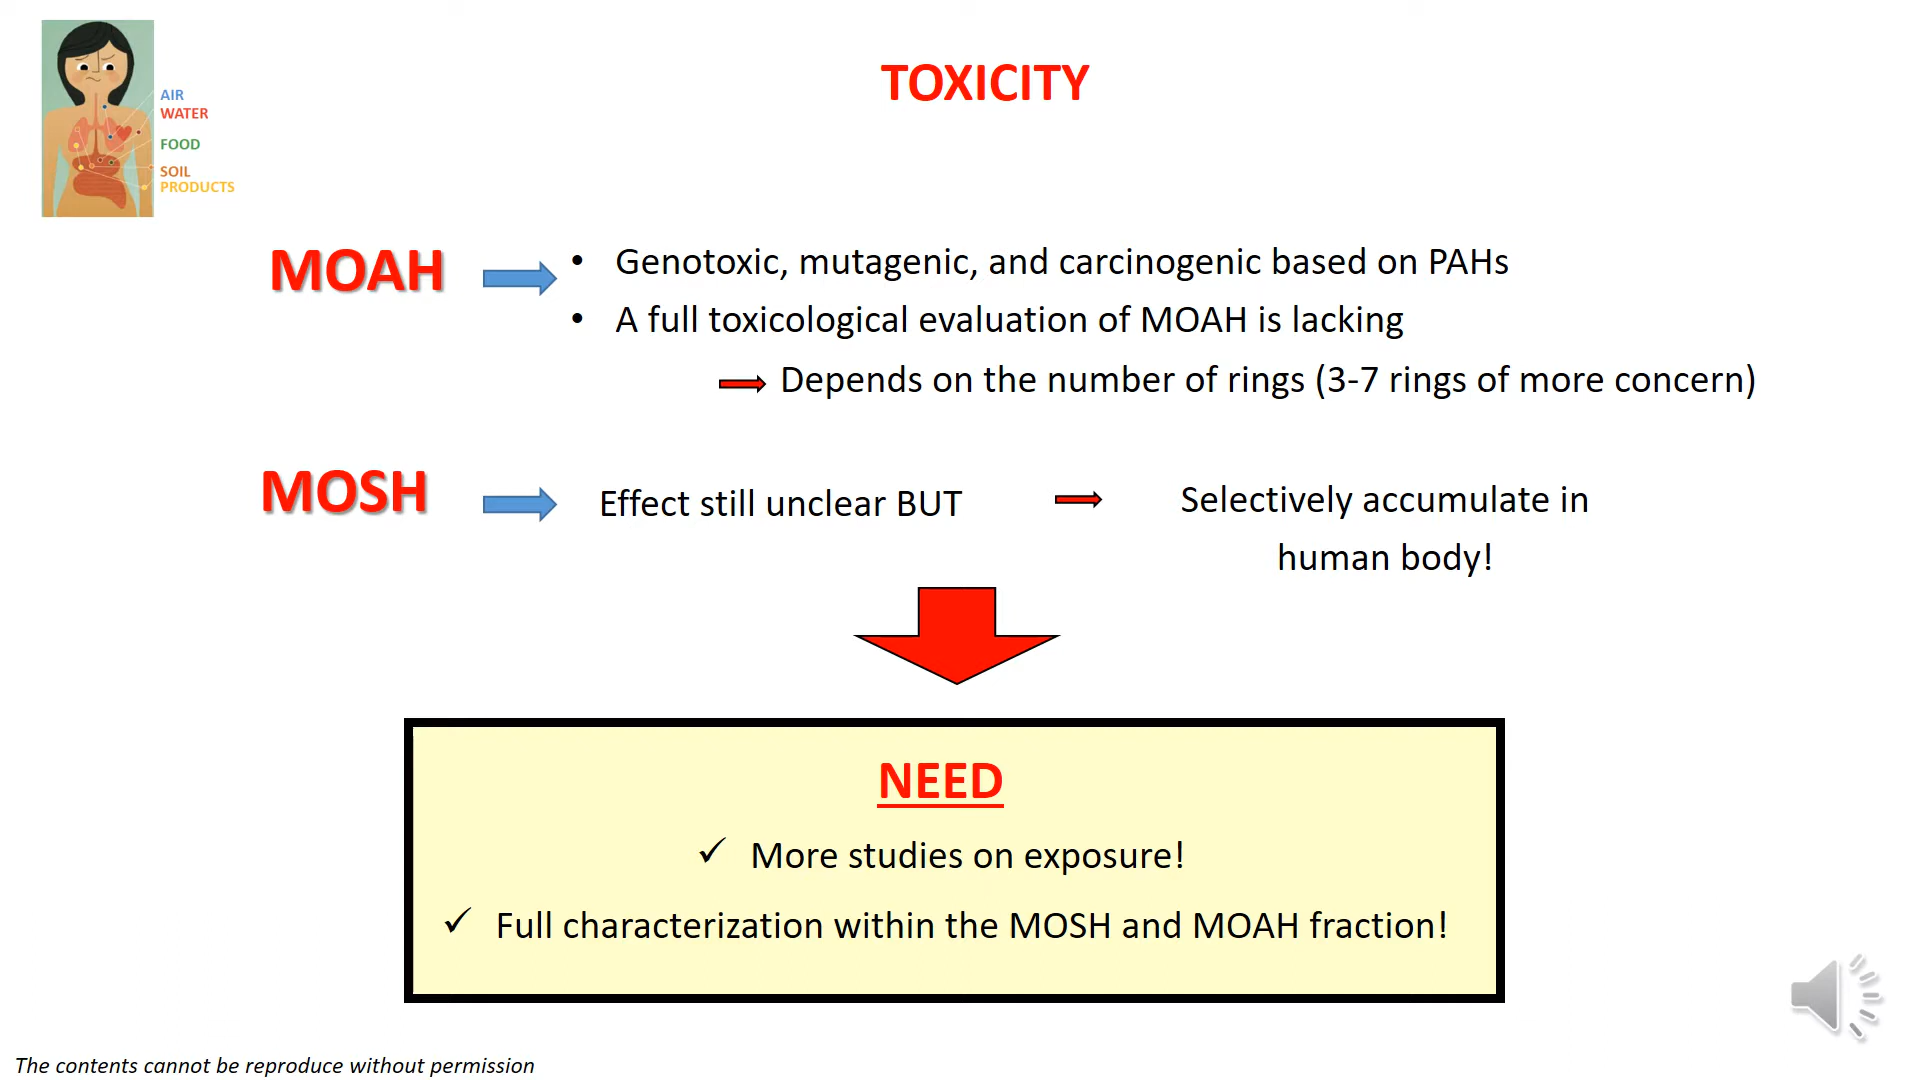 TOXICITY
AIR
WATER
FOOD
SOIL
PRODUCTS
MOAH
• Genotoxic, mutagenic, and carcinogenic based on PAHs
• A full toxicological evaluation of MOAH is lacking
Depends on the number of rings (3-7 rings of more concern)
MOSH
Effect still unclear BUT
Selectively accumulate in
human body!
NEED
✓ More studies on exposure!
✓ Full characterization within the MOSH and MOAH fraction!
The contents cannot be reproduce without permission